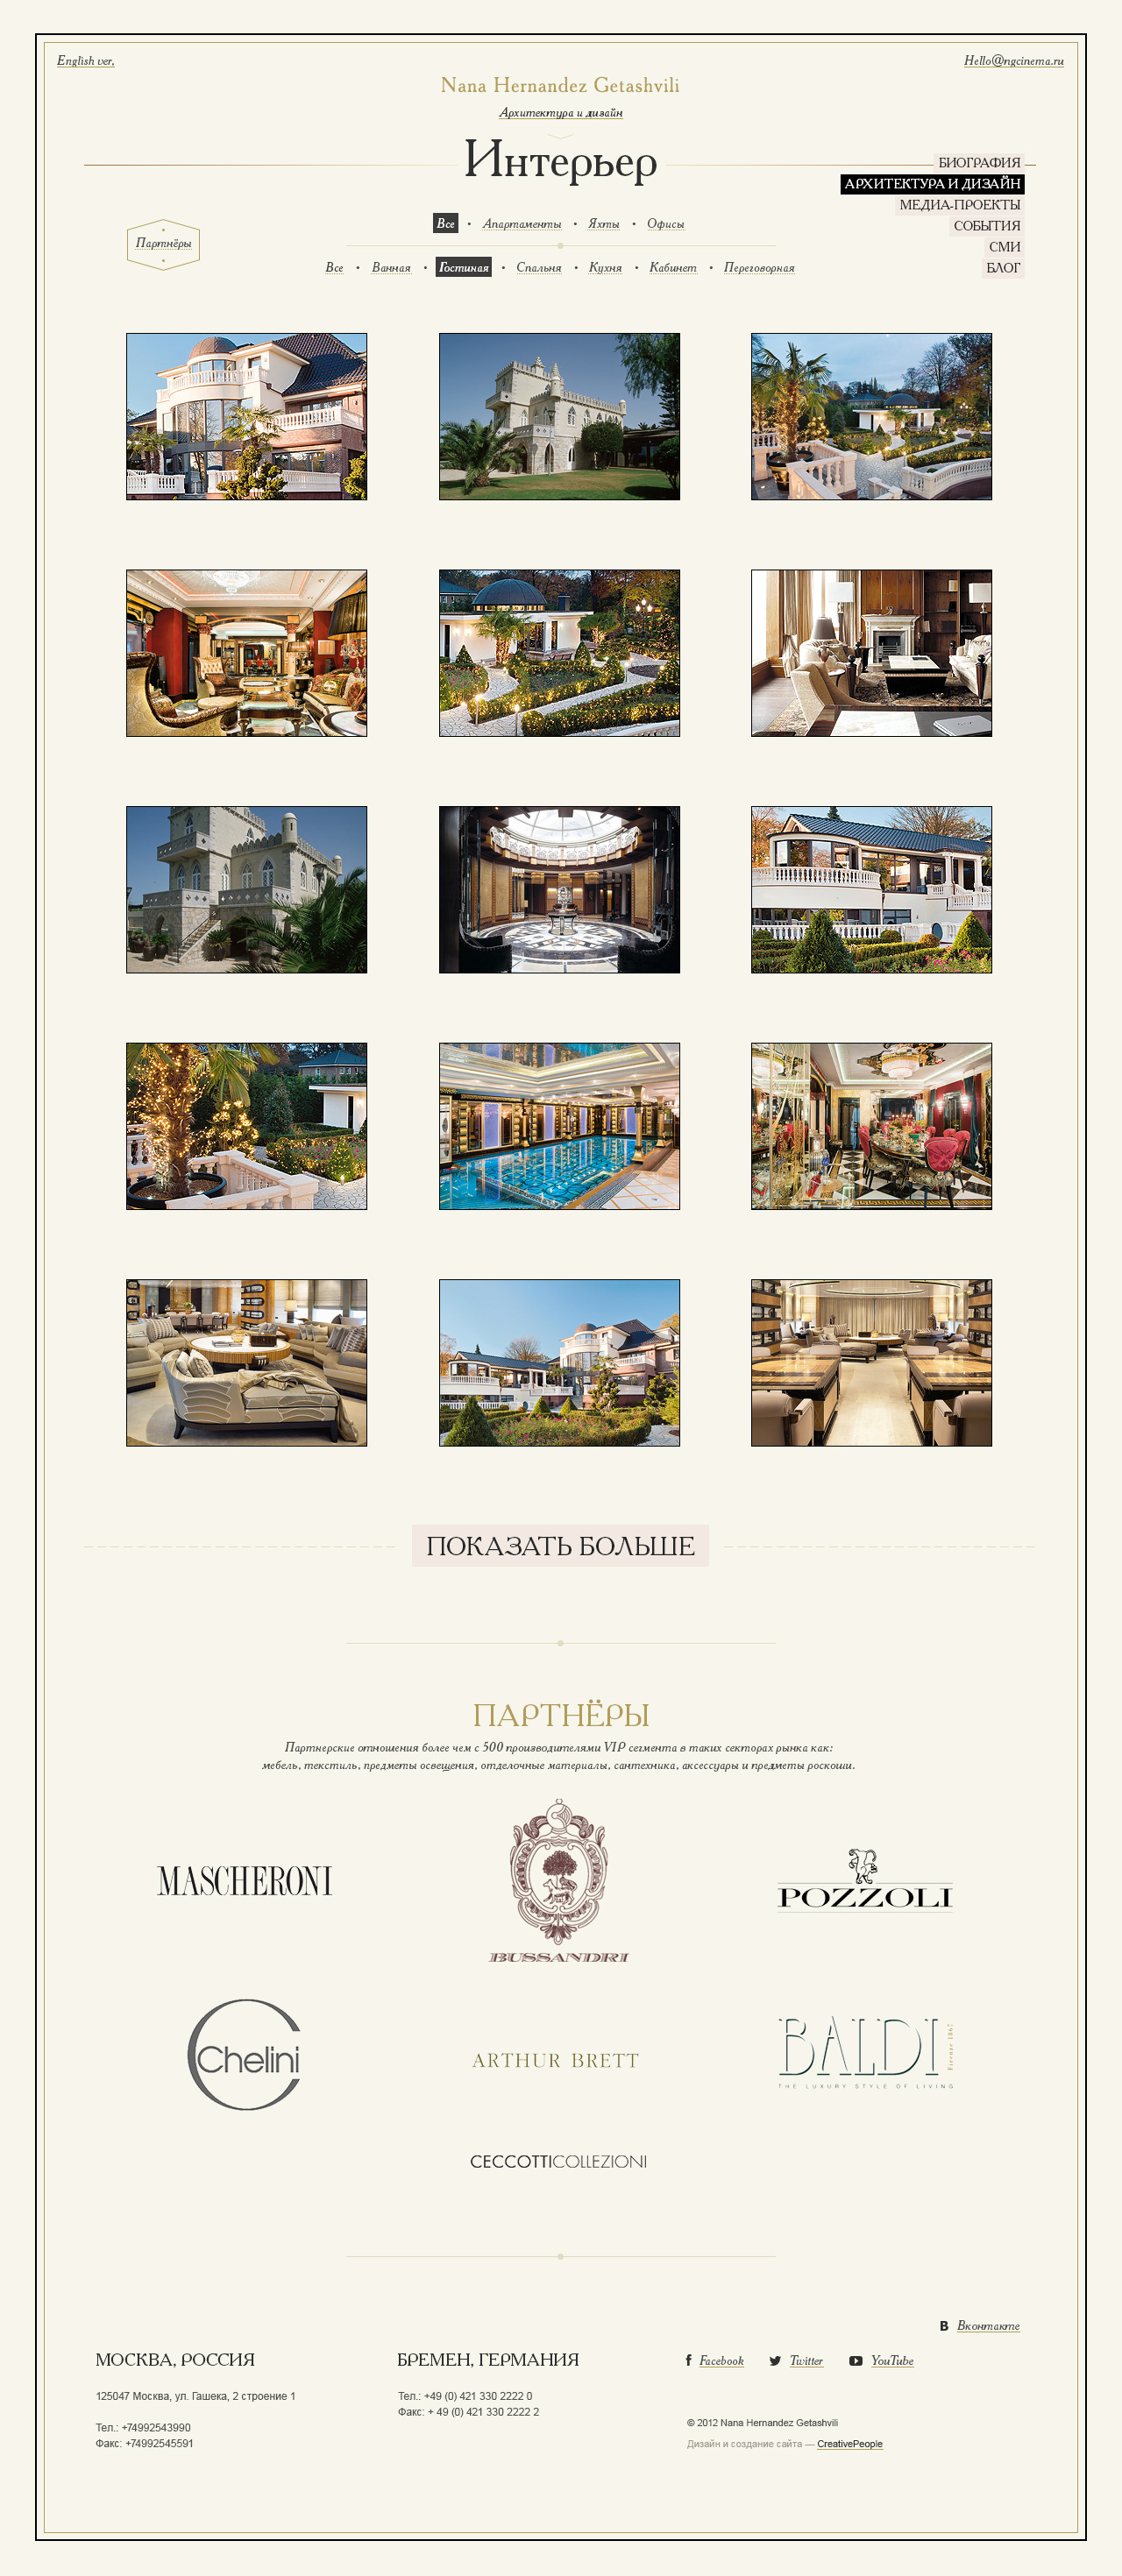 English ver.
Hello@ngcinema.ru
Nana Hernandez Getashvili
Архитектура и дизайн
Интерьер
БИОГРАФИЯ
АРХИТЕКТУРА И ДИЗАЙН
МЕДИА-ПРОЕКТЫ
СОБЫТИЯ
СМИ
БЛОГ
Партнёры
Все • Апартаменты • Яхты • Офисы
Все • Ванная • Гостиная • Спальня • Кухня • Кабинет • Переговорная
ПОКАЗАТЬ БОЛЬШЕ
ПАРТНЁРЫ
Партнерские отношения более чем с 500 производителями VIP сегмента в таких секторах рынка как:
мебель, текстиль, предметы освещения, отделочные материалы, сантехника, аксессуары и предметы роскоши.
MASCHERONI
BUSSANDRI
POZZOLI
Chelini
ARTHUR BRETT
BALDI
Firenze 1867
THE LUXURY STYLE OF LIVING
CECCOTTICOLLEZIONI
Вконтакте
МОСКВА, РОССИЯ
125047 Москва, ул. Гашека, 2 строение 1
Тел.: +74992543990
Факс: +74992545591
БРЕМЕН, ГЕРМАНИЯ
Тел.: +49 (0) 421 330 2222 0
Факс: + 49 (0) 421 330 2222 2
Facebook Twitter YouTube
© 2012 Nana Hernandez Getashvili
Дизайн и создание сайта — CreativePeople